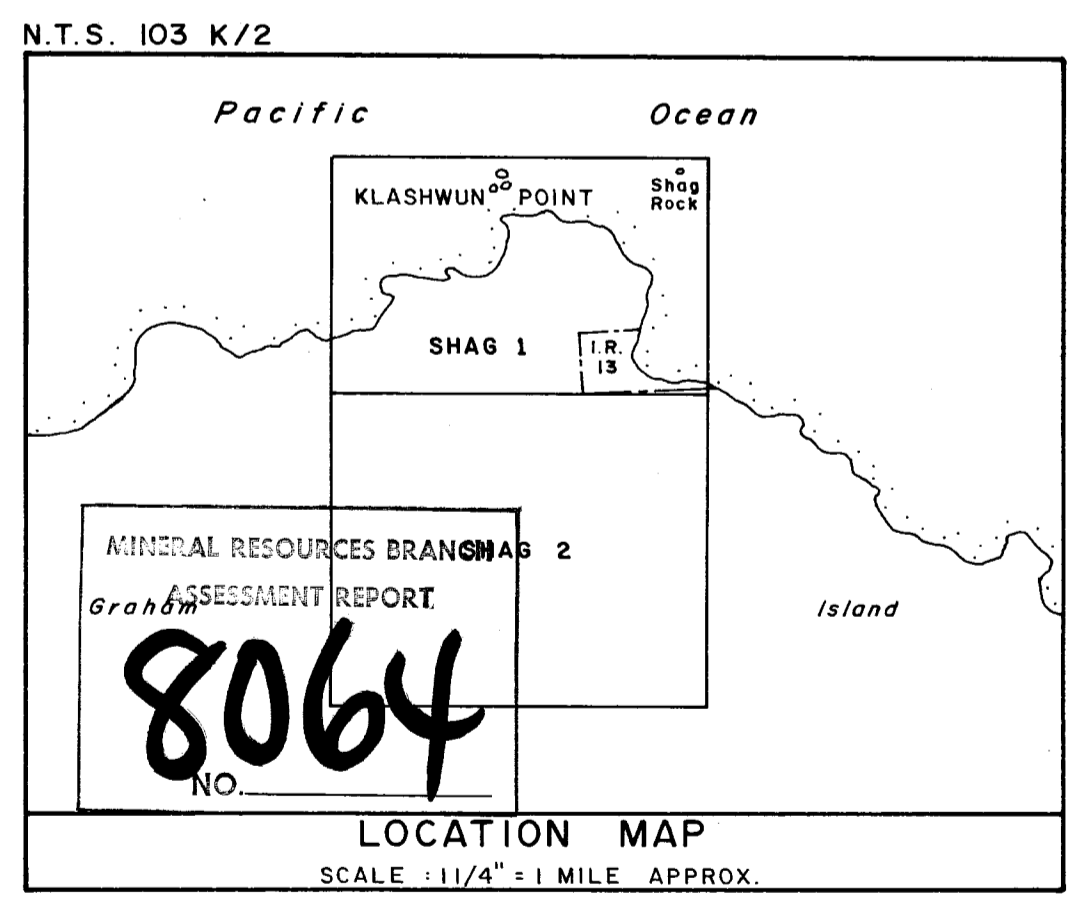 N.T.S. 103 K/2
Pacific Ocean
KLASHWUN POINT
Shag
Rock
SHAG 1
I.R.
13
MINERAL RESOURCES BRANCH
SHAG 2
ASSESSMENT REPORT
Graham
Island
8064
NO.
LOCATION MAP
SCALE : 1 1/4" = 1 MILE APPROX.